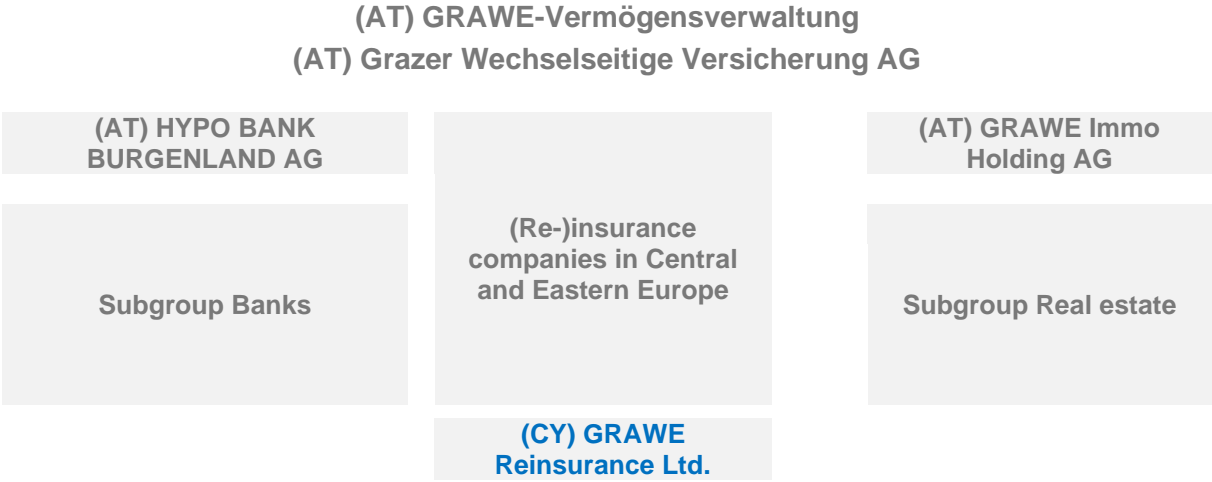 (AT) GRAWE-Vermögensverwaltung
(AT) Grazer Wechselseitige Versicherung AG
(AT) HYPO BANK
BURGENLAND AG
(AT) GRAWE Immo
Holding AG
(Re-)insurance
companies in Central
and Eastern Europe
Subgroup Banks
Subgroup Real estate
(CY) GRAWE
Reinsurance Ltd.